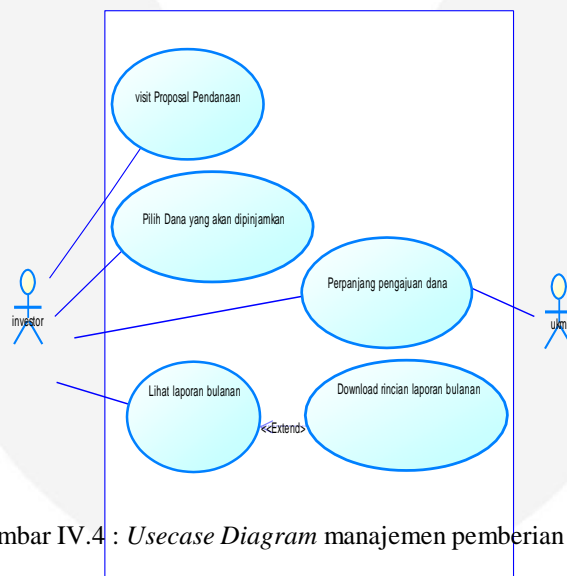 visit Proposal Pendanaan
Pilih Dana yang akan dipinjamkan
Perpanjang pengajuan dana
investor
ukm
Lihat laporan bulanan
Download rincian laporan bulanan
<<Extend>
mbar IV.4 : Usecase Diagram manajemen pemberian